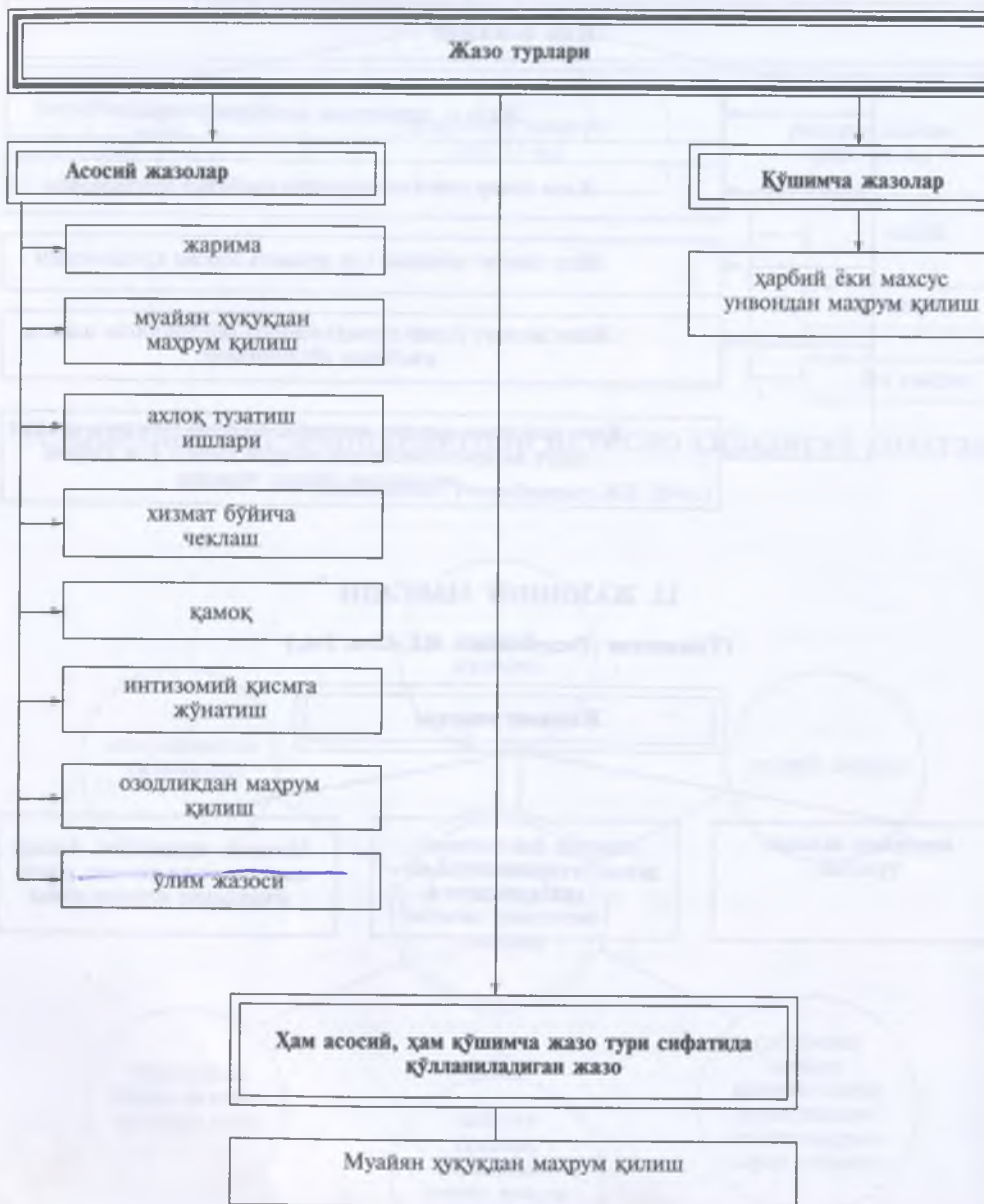 Жазо турлари
Асосий жазолар
жарима
муайян ҳуқуқдан
маҳрум қилиш
ахлоқ тузатиш
ишлари
хизмат бўйича
чеклаш
қамоқ
интизомий қисмга
жўнатиш
озодликдан маҳрум
қилиш
ўлим жазоси
Қўшимча жазолар
ҳарбий ёки махсус
унвондан маҳрум қилиш
Ҳам асосий, ҳам қўшимча жазо тури сифатида
қўлланиладиган жазо
Муайян ҳуқуқдан маҳрум қилиш